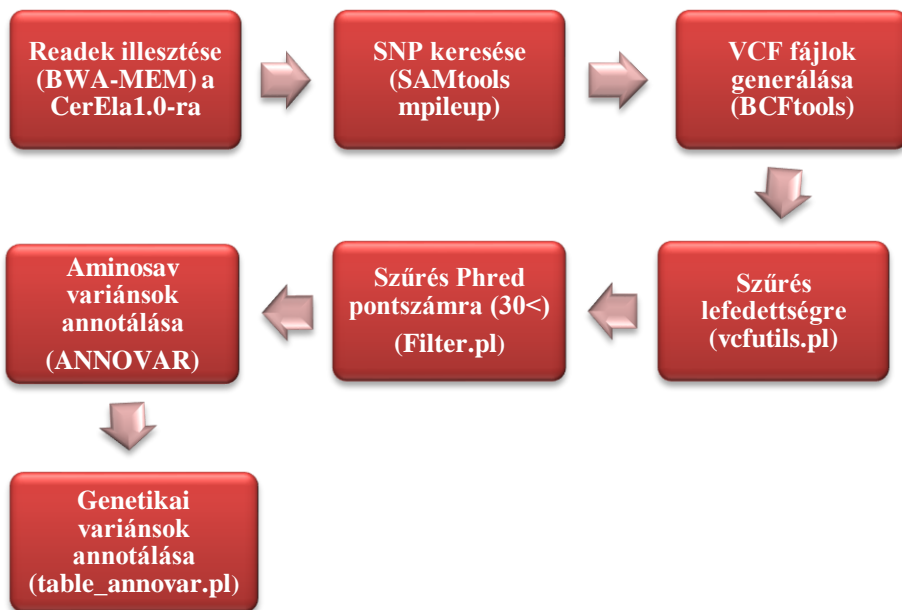 Readek illesztése
(BWA-MEM) a
CerEla1.0-ra
SNP keresése
(SAMtools
mpileup)
VCF fájlok
generálása
(BCFtools)
Szűrés
lefedettségre
(vcfutils.pl)
Szűrés Phred
pontszámra (30<)
(Filter.pl)
Aminosav
variánsok
annotálása
(ANNOVAR)
Genetikai
variánsok
annotálása
(table_annovar.pl)